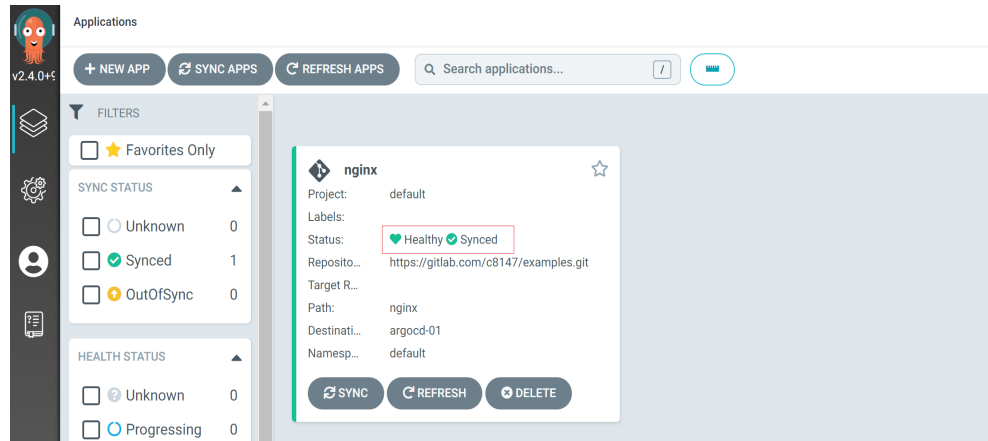 Applications
v2.4.0+9
+ NEW APP SYNC APPS REFRESH APPS Search applications... /
FILTERS
Favorites Only
SYNC STATUS
Unknown 0
Synced 1
OutOfSync 0
HEALTH STATUS
Unknown 0
Progressing 0
nginx
Project: default
Labels:
Status: Healthy Synced
Reposito... https://gitlab.com/c8147/examples.git
Target R...
Path: nginx
Destinati... argocd-01
Namesp... default
SYNC REFRESH DELETE